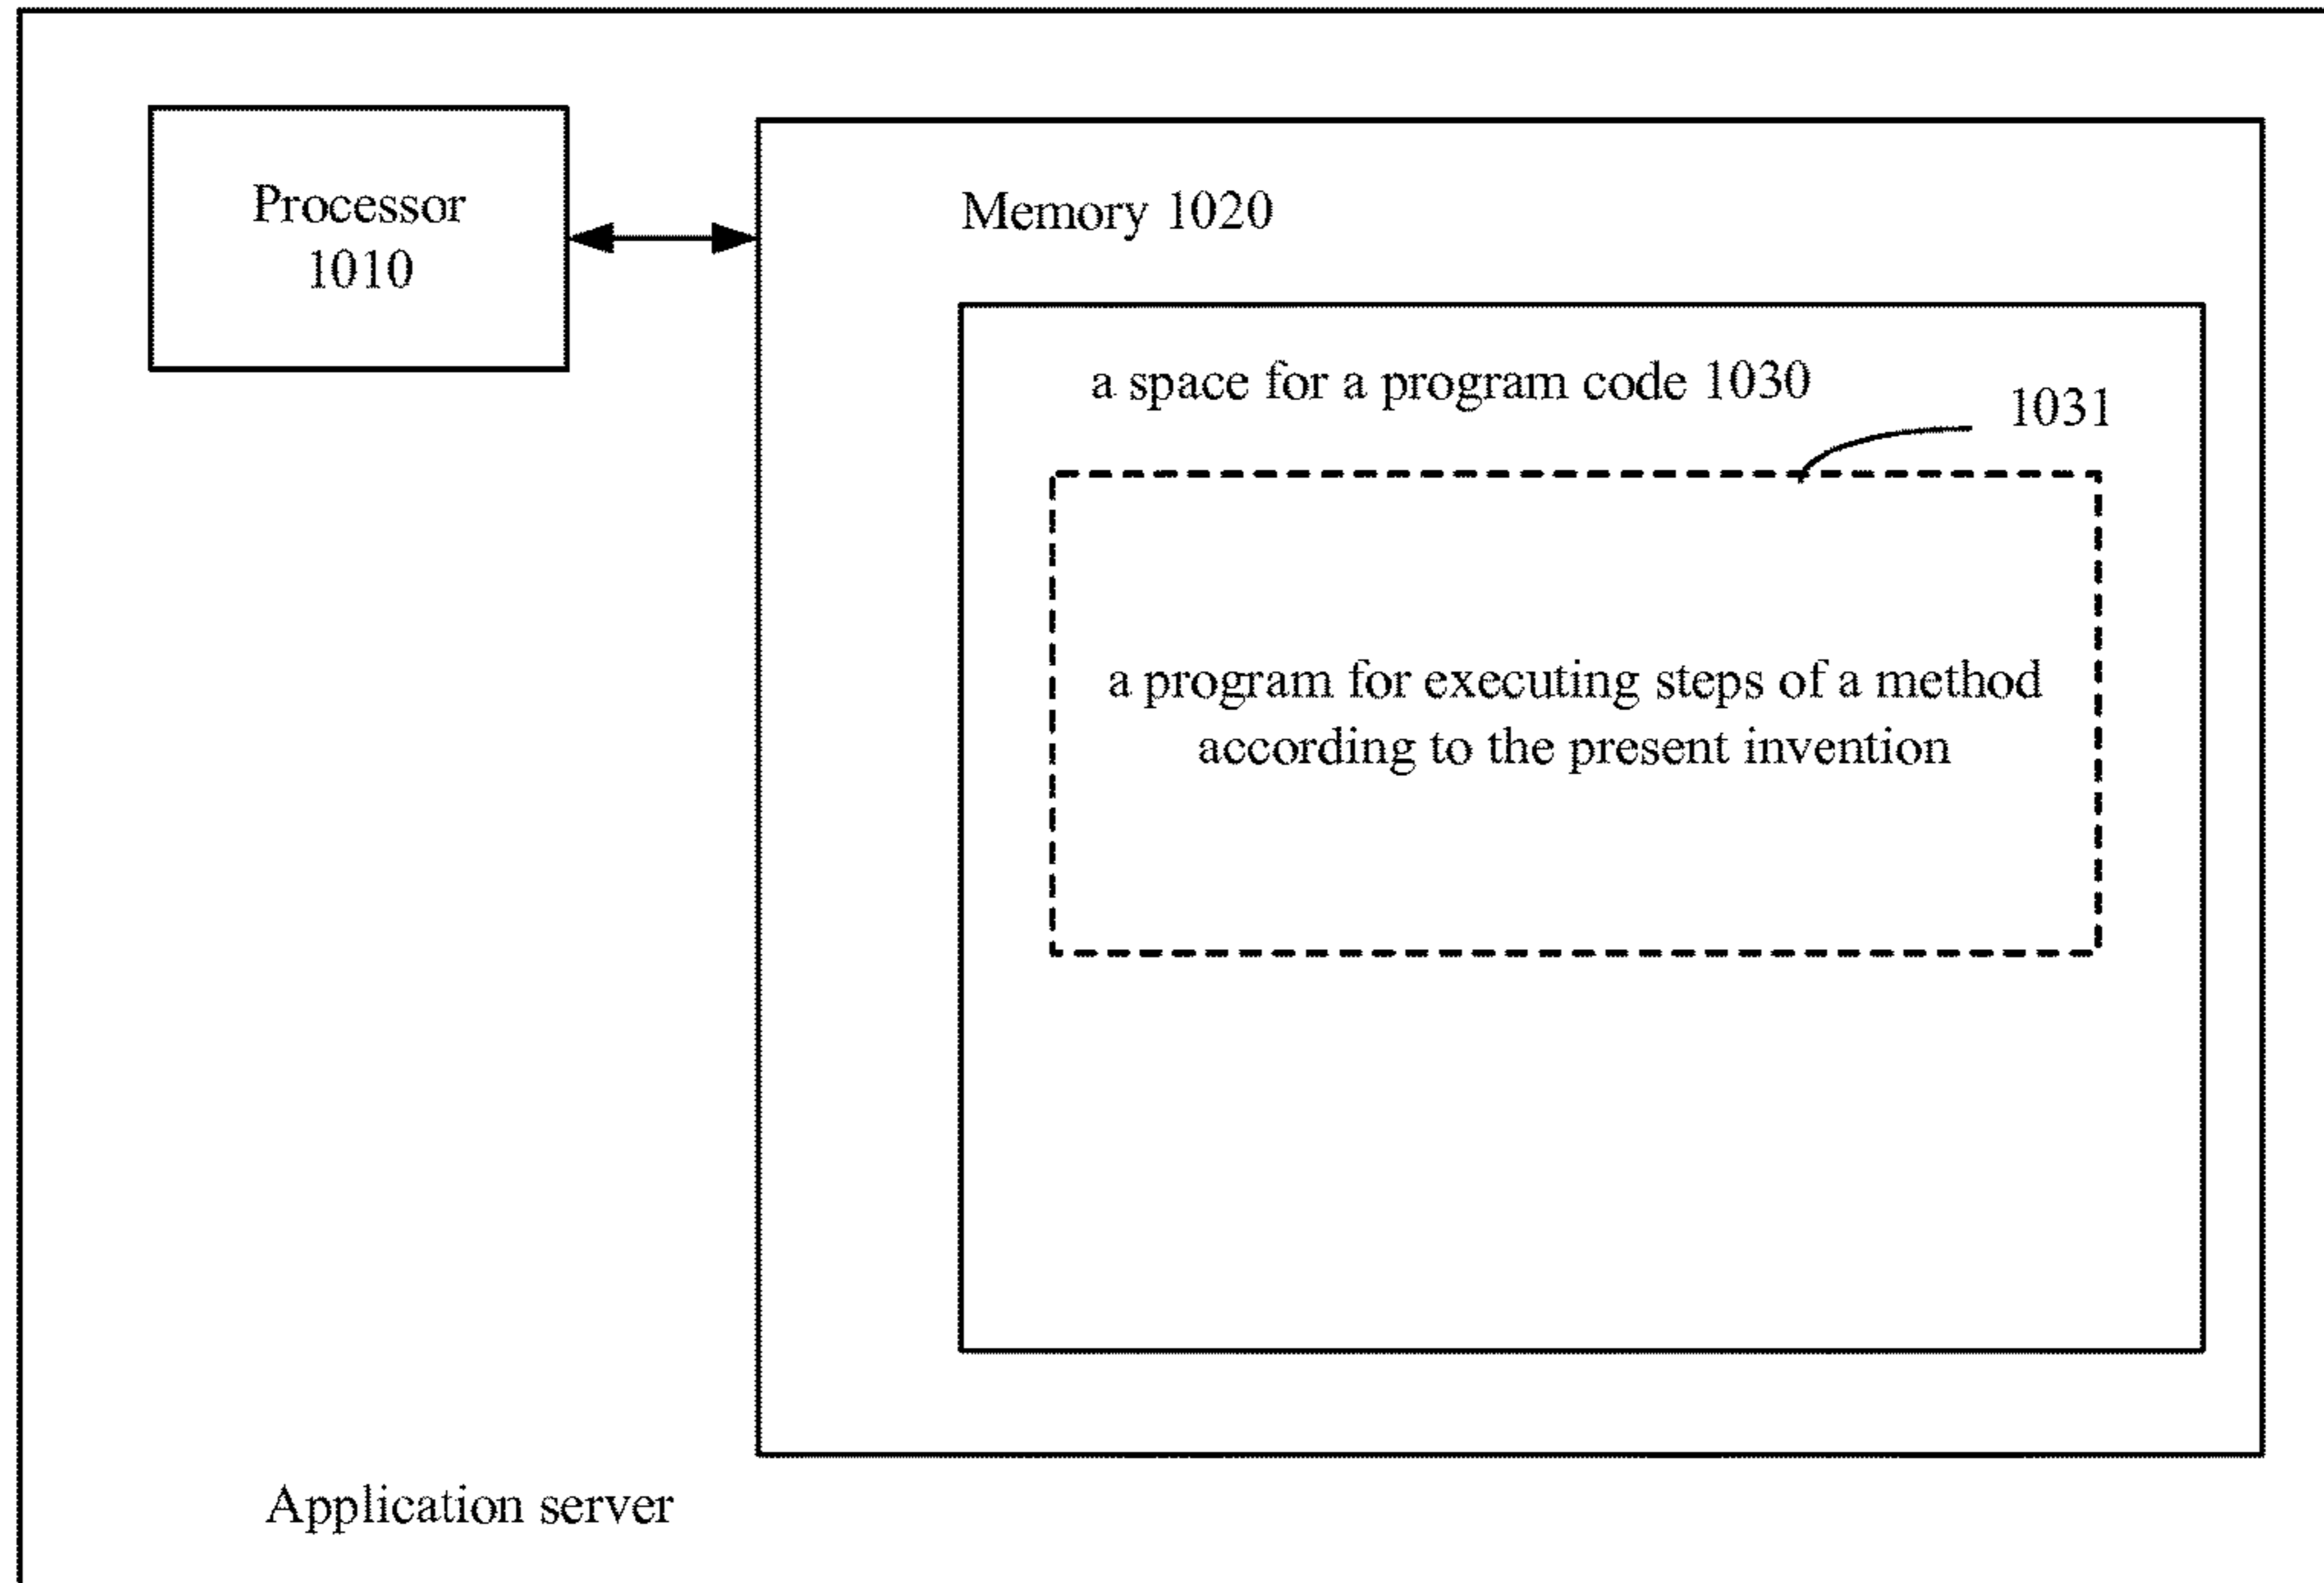 Processor
1010
Memory 1020
a space for a program code 1030
1031
a program for executing steps of a method
according to the present invention
Application server